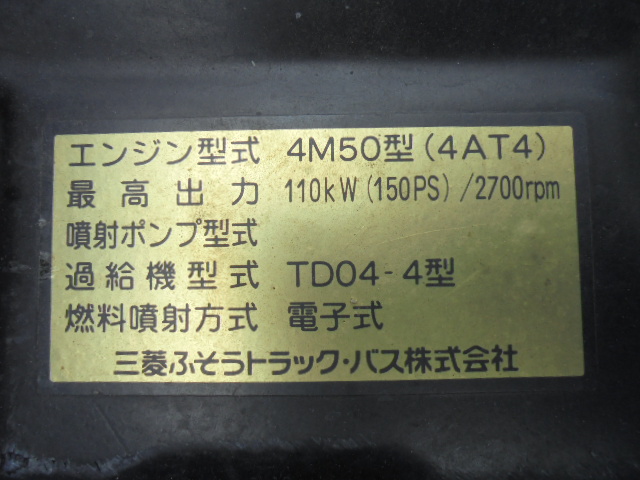 エンジン型式 4M50型(4AT4)
最高出力 110kW(150PS)/2700rpm
噴射ポンプ型式
過給機型式 TD04-4型
燃料噴射方式 電子式
三菱ふそうトラック・バス株式会社